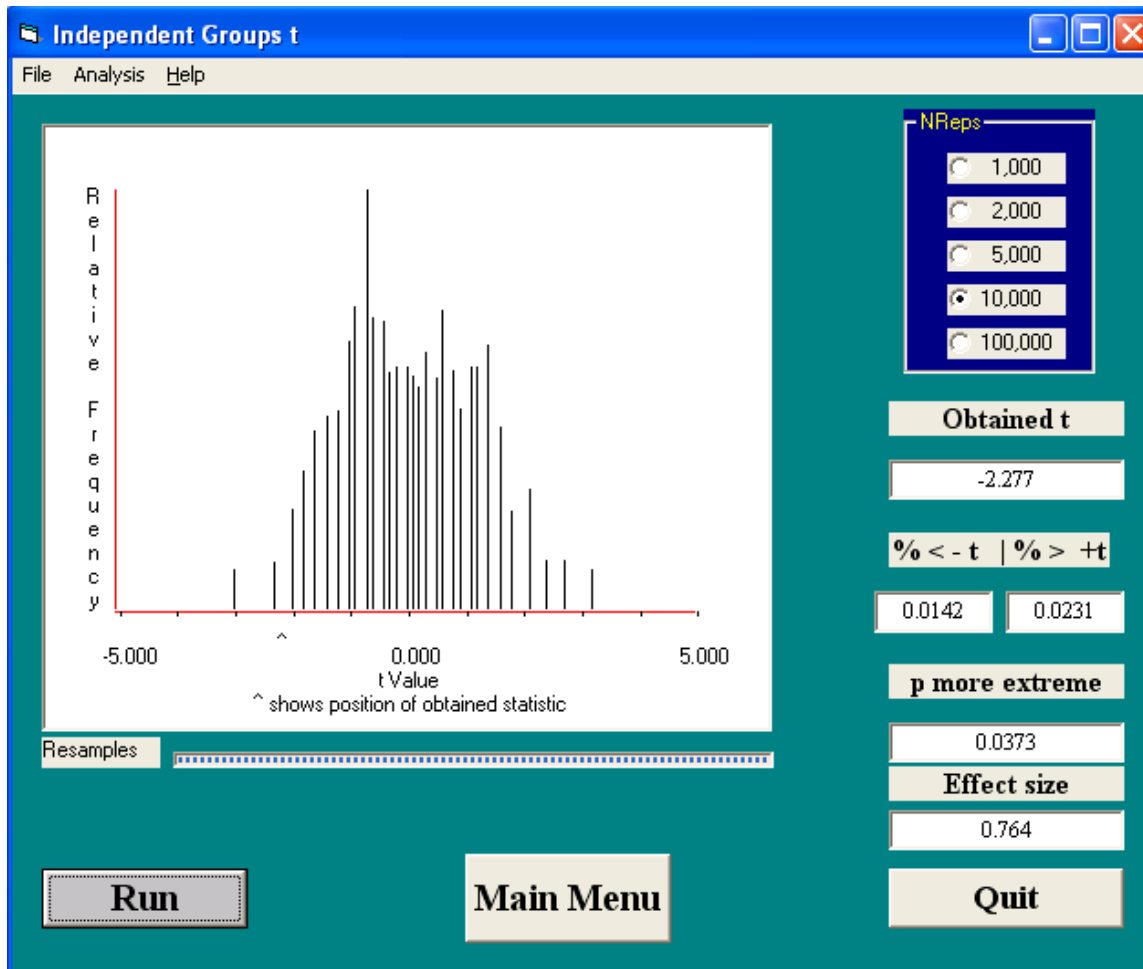 Independent Groups t
File Analysis Help
Relative Frequency
-5.000 0.000 5.000
t Value
^ shows position of obtained statistic
Resamples
NReps
1,000
2,000
5,000
10,000
100,000
Obtained t
-2.277
% < - t | % > +t
0.0142 0.0231
p more extreme
0.0373
Effect size
0.764
Run
Main Menu
Quit